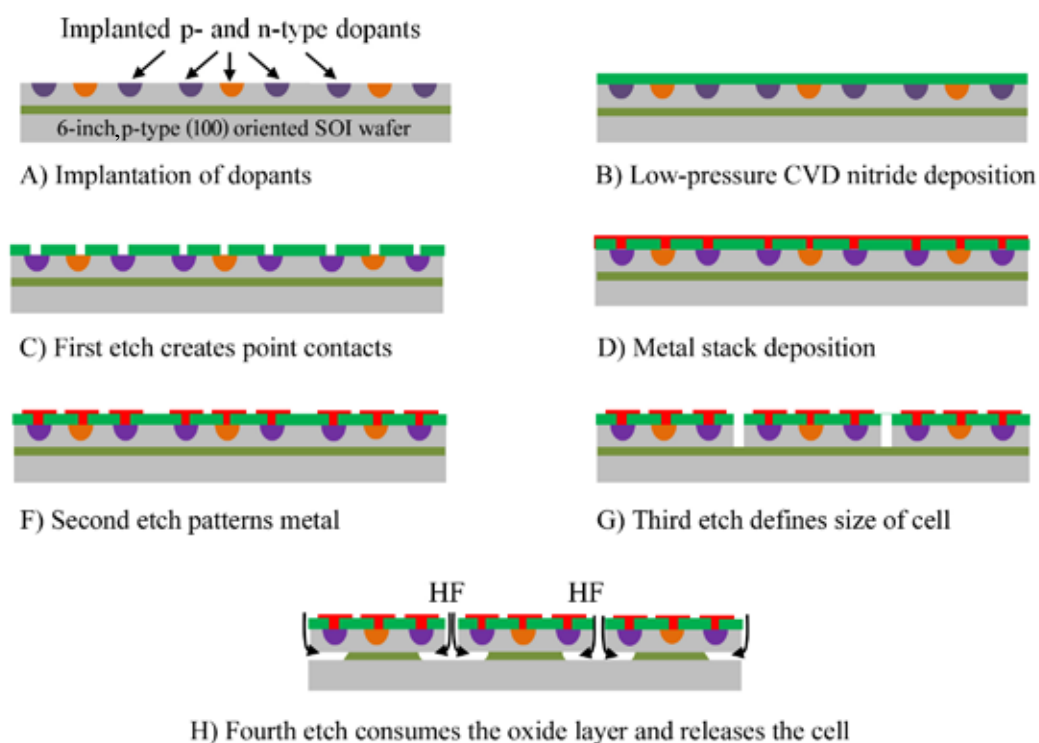 Implanted p- and n-type dopants
6-inch,p-type (100) oriented SOI wafer
A) Implantation of dopants
B) Low-pressure CVD nitride deposition
C) First etch creates point contacts
D) Metal stack deposition
F) Second etch patterns metal
G) Third etch defines size of cell
HF HF
H) Fourth etch consumes the oxide layer and releases the cell